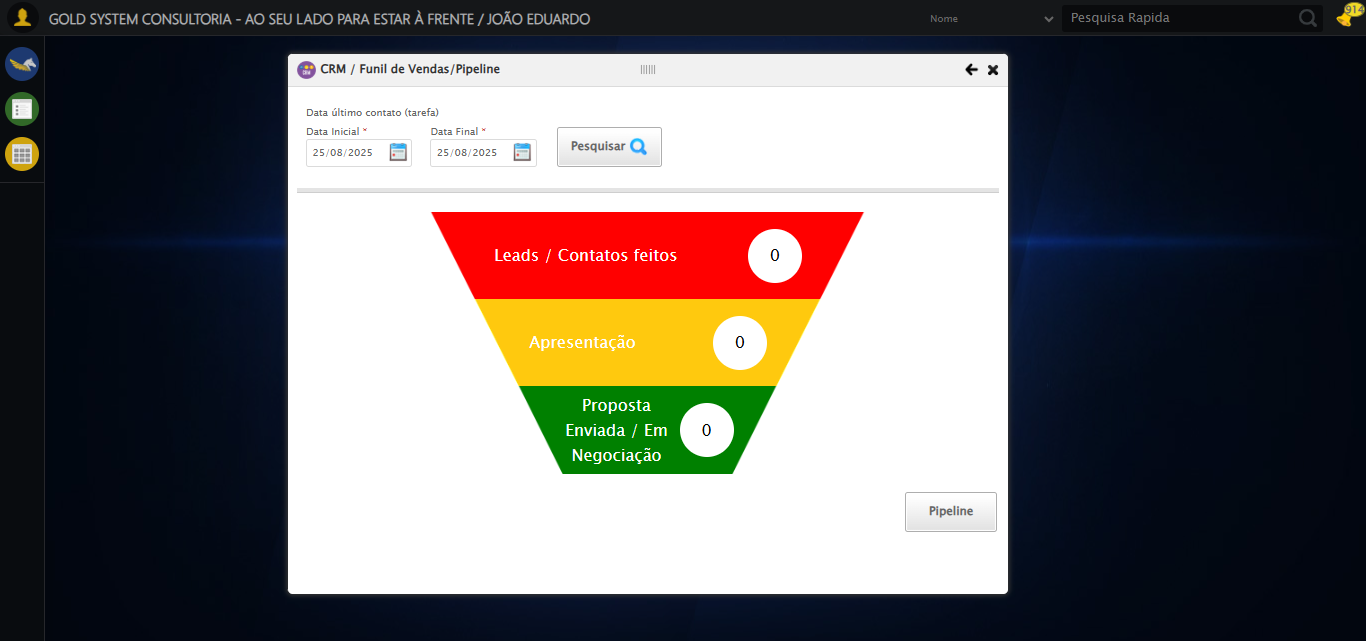 GOLD SYSTEM CONSULTORIA - AO SEU LADO PARA ESTAR À FRENTE / JOÃO EDUARDO
Nome
Pesquisa Rapida
914
CRM
CRM / Funil de Vendas/Pipeline
Data último contato (tarefa)
Data Inicial *
Data Final *
25/08/2025
25/08/2025
Pesquisar
Leads / Contatos feitos
0
Apresentação
0
Proposta
Enviada / Em
Negociação
0
Pipeline